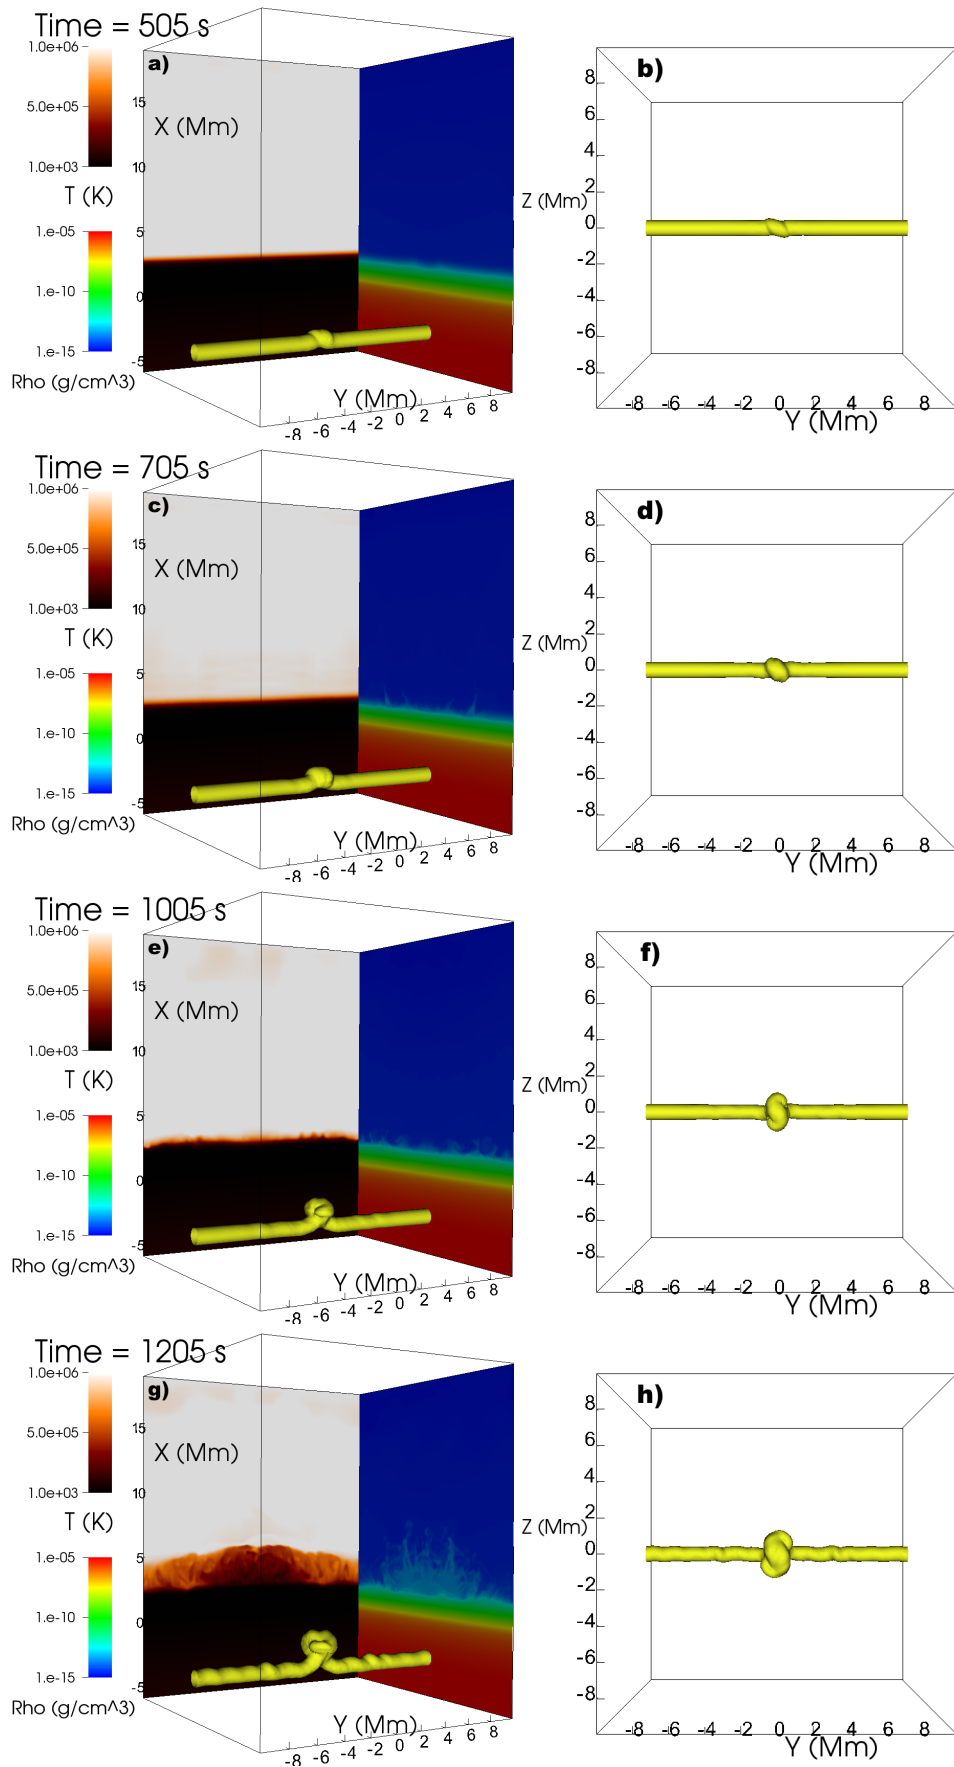 Time = 505 s
1.0e+06
a)
b)
8
15
6
X (Mm)
5.0e+05
4
10
1.0e+03
2
T (K)
Z (Mm)
0
1.e-05
5
-2
1.e-10
0
-4
-6
1.e-15
-5
-8
Rho (g/cm^3)
Y (Mm)
-8 -6 -4 -2 0 2 4 6 8
-8 -6 -4 -2 0 2 4 6 8
Y (Mm)
Time = 705 s
1.0e+06
c)
d)
8
15
6
X (Mm)
5.0e+05
4
10
1.0e+03
2
T (K)
Z (Mm)
0
1.e-05
5
-2
1.e-10
0
-4
-6
1.e-15
-5
-8
Rho (g/cm^3)
Y (Mm)
-8 -6 -4 -2 0 2 4 6 8
-8 -6 -4 -2 0 2 4 6 8
Y (Mm)
Time = 1005 s
1.0e+06
e)
f)
8
15
6
X (Mm)
5.0e+05
4
10
1.0e+03
2
T (K)
Z (Mm)
0
1.e-05
5
-2
1.e-10
0
-4
-6
1.e-15
-5
-8
Rho (g/cm^3)
Y (Mm)
-8 -6 -4 -2 0 2 4 6 8
-8 -6 -4 -2 0 2 4 6 8
Y (Mm)
Time = 1205 s
1.0e+06
g)
h)
8
15
6
X (Mm)
5.0e+05
4
10
1.0e+03
2
T (K)
Z (Mm)
0
1.e-05
5
-2
1.e-10
0
-4
-6
1.e-15
-5
-8
Rho (g/cm^3)
Y (Mm)
-8 -6 -4 -2 0 2 4 6 8
-8 -6 -4 -2 0 2 4 6 8
Y (Mm)